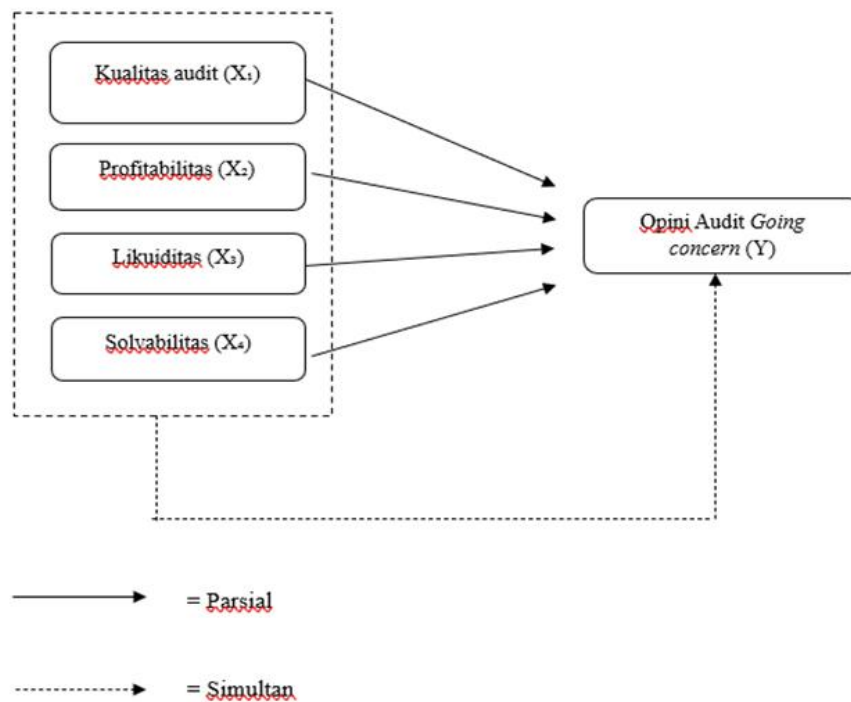 Kualitas audit (X₁)
Profitabilitas (X₂)
Likuiditas (X₃)
Solvabilitas (X₄)
Opini Audit Going
concern (Y)
= Parsial
= Simultan